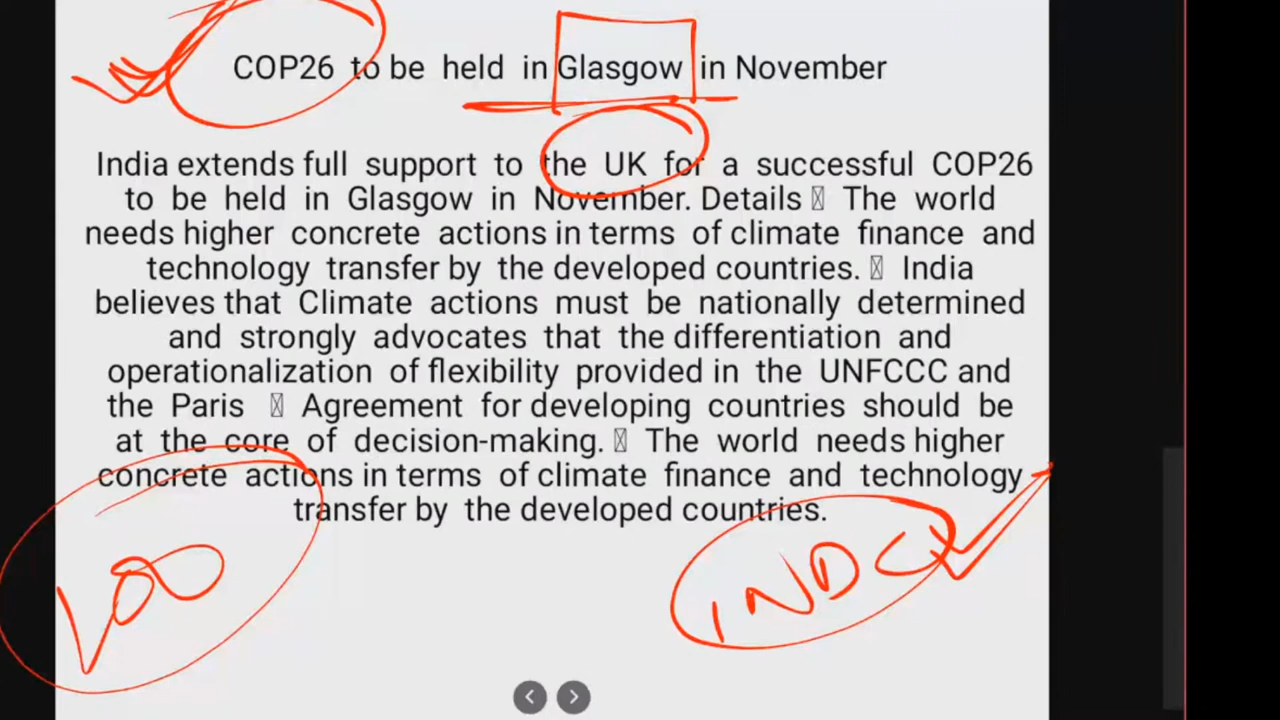 COP26 to be held in Glasgow in November
India extends full support to the UK for a successful COP26
to be held in Glasgow in November. Details  The world
needs higher concrete actions in terms of climate finance and
technology transfer by the developed countries.  India
believes that Climate actions must be nationally determined
and strongly advocates that the differentiation and
operationalization of flexibility provided in the UNFCCC and
the Paris  Agreement for developing countries should be
at the core of decision-making.  The world needs higher
concrete actions in terms of climate finance and technology
transfer by the developed countries.
INDC